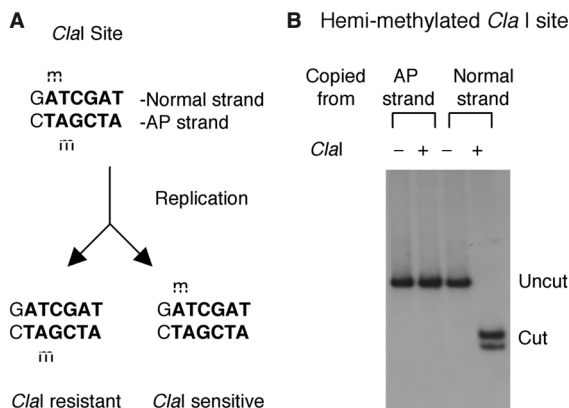 A
ClaI Site
m
GATCGAT -Normal strand
CTAGCTA -AP strand
m
Replication
m
GATCGAT GATCGAT
CTAGCTA CTAGCTA
m
ClaI resistant ClaI sensitive
B Hemi-methylated Cla I site
Copied from
AP strand
Normal strand
ClaI – + – +
Uncut
Cut